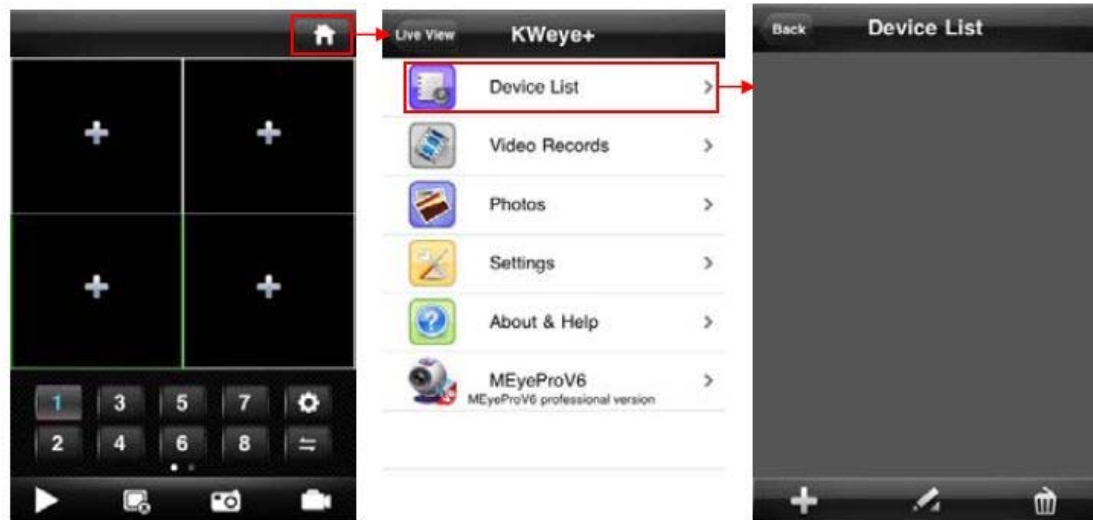 1 3 5 7
2 4 6 8
Live View KWeye+
Device List
Video Records
Photos
Settings
About & Help
MEyeProV6
MEyeProV6 professional version
Back Device List